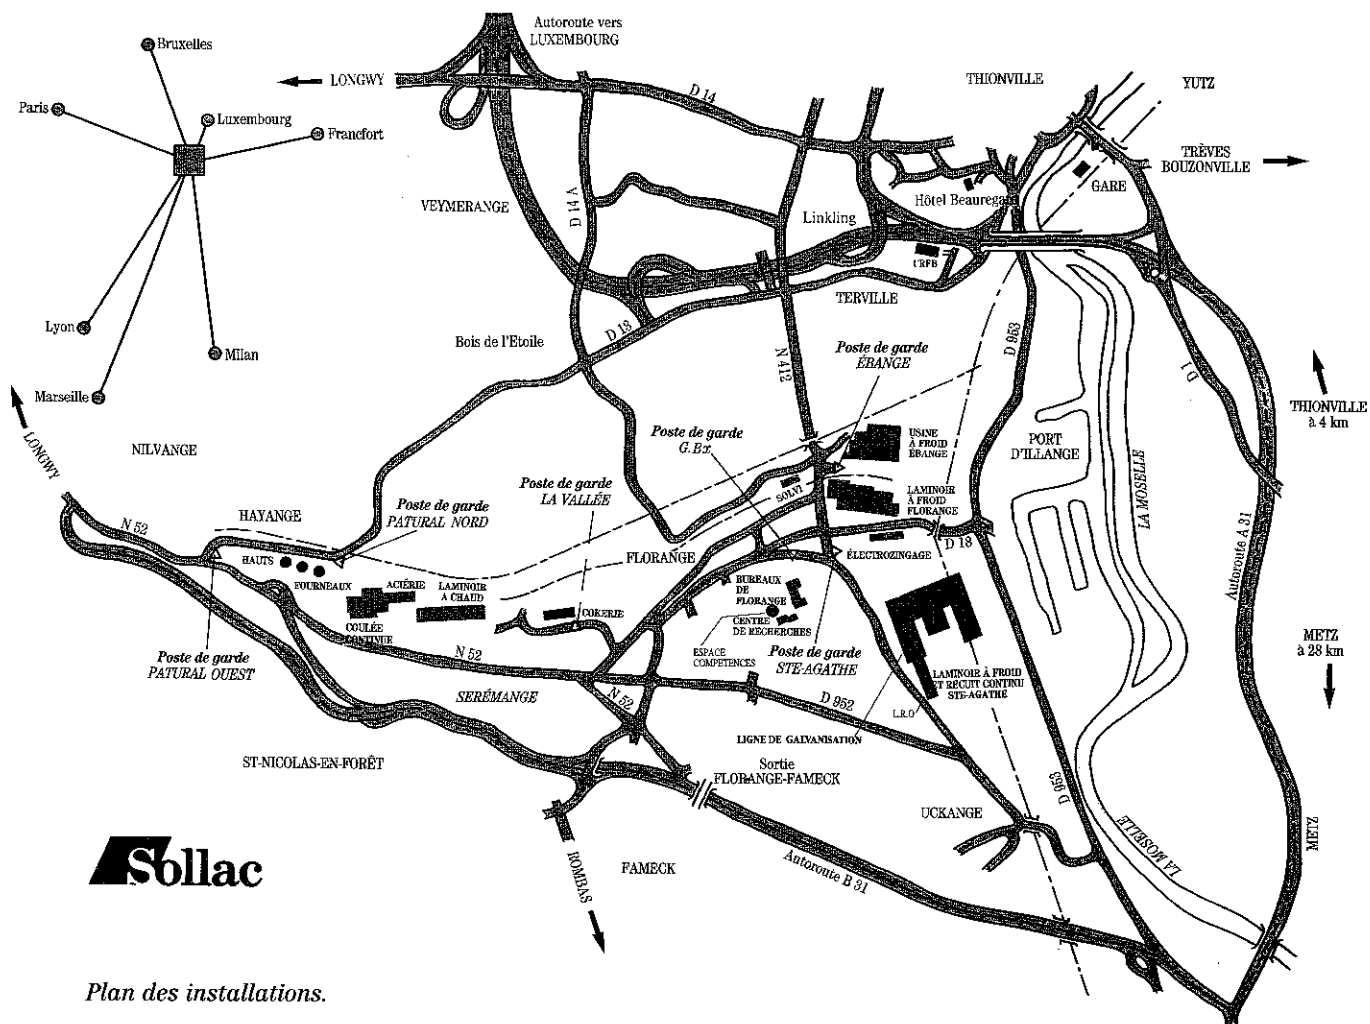 Autoroute vers
LUXEMBOURG
Bruxelles
LONGWY
THIONVILLE
YUTZ
Paris
D 14
Luxembourg
Francfort
TRÈVES
BOUZONVILLE
GARE
Hôtel Beauregard
VEYMERANGE
D 14 A
Linkling
URFB
TERVILLE
Lyon
Milan
Bois de l'Etoile
D 13
N 412
Poste de garde
ÉBANGE
D 953
D 1
Marseille
THIONVILLE
à 4 km
LONGWY
NILVANGE
Poste de garde
G.Bx
USINE
À FROID
ÉBANGE
PORT
D'ILLANGE
LA MOSELLE
Poste de garde
LA VALLÉE
SOLVI
LAMINOIR
À FROID
FLORANGE
Poste de garde
PATURAL NORD
HAYANGE
N 52
FLORANGE
ÉLECTROZINGAGE
D 18
Autoroute A 31
HAUTS
FOURNEAUX
ACIÉRIE
LAMINOIR
A CHAUD
BUREAUX
DE
FLORANGE
COKERIE
COULÉE
CONTINUE
CENTRE
DE RECHERCHES
METZ
à 28 km
Poste de garde
PATURAL OUEST
N 52
ESPACE
COMPETENCES
Poste de garde
STE-AGATHE
LAMINOIR À FROID
ET RECUIT CONTINU
STE-AGATHE
SERÉMANGE
N 52
D 952
L.R.O
LIGNE DE GALVANISATION
ST-NICOLAS-EN-FORÊT
Sortie
FLORANGE-FAMECK
D 953
UCKANGE
METZ
LA MOSELLE
Sollac
ROMBAS
FAMECK
Autoroute B 31
Plan des installations.